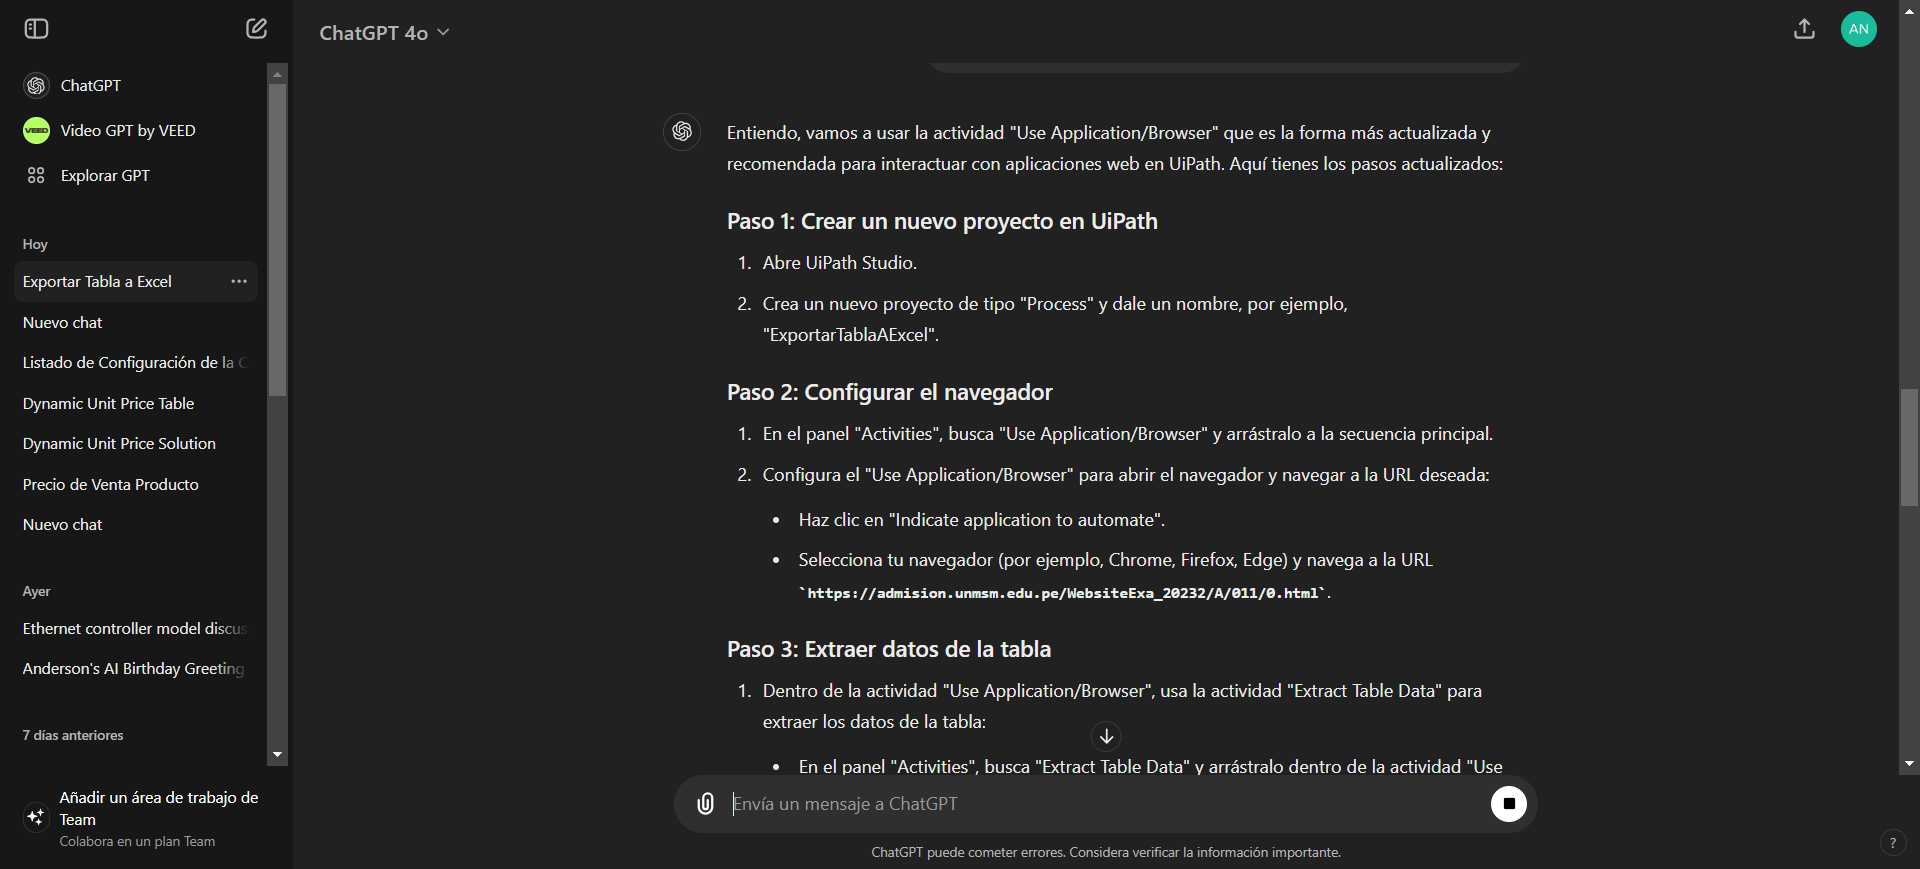 ChatGPT
VEED
Video GPT by VEED
Explorar GPT
Hoy
Exportar Tabla a Excel
Nuevo chat
Listado de Configuración de la C
Dynamic Unit Price Table
Dynamic Unit Price Solution
Precio de Venta Producto
Nuevo chat
Ayer
Ethernet controller model discus
Anderson's AI Birthday Greeting
7 días anteriores
Añadir un área de trabajo de
Team
Colabora en un plan Team
ChatGPT 4o
AN
Entiendo, vamos a usar la actividad "Use Application/Browser" que es la forma más actualizada y
recomendada para interactuar con aplicaciones web en UiPath. Aquí tienes los pasos actualizados:
Paso 1: Crear un nuevo proyecto en UiPath
1. Abre UiPath Studio.
2. Crea un nuevo proyecto de tipo "Process" y dale un nombre, por ejemplo,
"ExportarTablaAExcel".
Paso 2: Configurar el navegador
1. En el panel "Activities", busca "Use Application/Browser" y arrástralo a la secuencia principal.
2. Configura el "Use Application/Browser" para abrir el navegador y navegar a la URL deseada:
• Haz clic en "Indicate application to automate".
• Selecciona tu navegador (por ejemplo, Chrome, Firefox, Edge) y navega a la URL
`https://admision.unmsm.edu.pe/WebsiteExa_20232/A/011/0.html`.
Paso 3: Extraer datos de la tabla
1. Dentro de la actividad "Use Application/Browser", usa la actividad "Extract Table Data" para
extraer los datos de la tabla:
• En el panel "Activities", busca "Extract Table Data" y arrástralo dentro de la actividad "Use
Envía un mensaje a ChatGPT
ChatGPT puede cometer errores. Considera verificar la información importante.
?